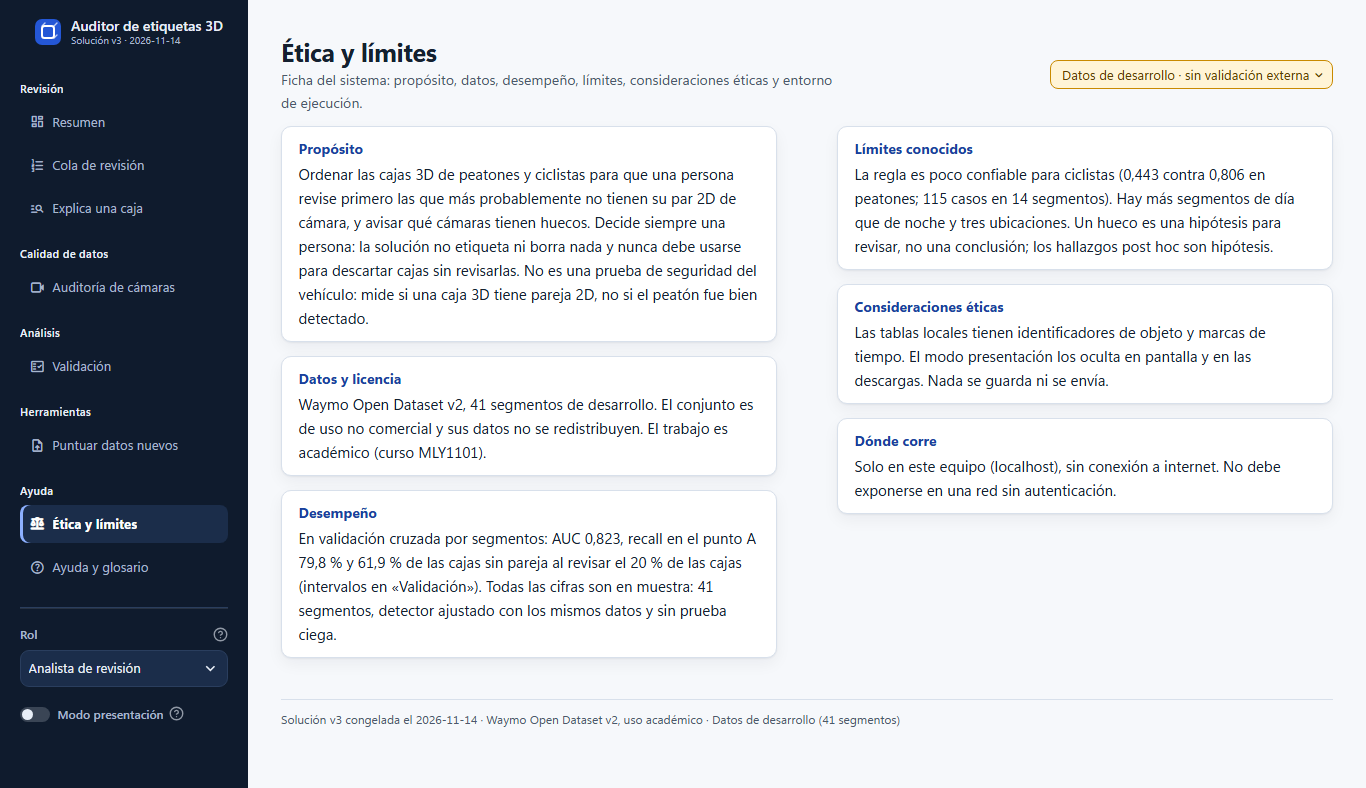 Auditor de etiquetas 3D
Solución v3 · 2026-11-14
Revisión
Resumen
Cola de revisión
Explica una caja
Calidad de datos
Auditoría de cámaras
Análisis
Validación
Herramientas
Puntuar datos nuevos
Ayuda
Ética y límites
Ayuda y glosario
Rol
Analista de revisión
Modo presentación
Ética y límites
Ficha del sistema: propósito, datos, desempeño, límites, consideraciones éticas y entorno
de ejecución.
Datos de desarrollo · sin validación externa
Propósito
Ordenar las cajas 3D de peatones y ciclistas para que una persona
revise primero las que más probablemente no tienen su par 2D de
cámara, y avisar qué cámaras tienen huecos. Decide siempre una
persona: la solución no etiqueta ni borra nada y nunca debe usarse
para descartar cajas sin revisarlas. No es una prueba de seguridad del
vehículo: mide si una caja 3D tiene pareja 2D, no si el peatón fue bien
detectado.
Datos y licencia
Waymo Open Dataset v2, 41 segmentos de desarrollo. El conjunto es
de uso no comercial y sus datos no se redistribuyen. El trabajo es
académico (curso MLY1101).
Desempeño
En validación cruzada por segmentos: AUC 0,823, recall en el punto A
79,8 % y 61,9 % de las cajas sin pareja al revisar el 20 % de las cajas
(intervalos en «Validación»). Todas las cifras son en muestra: 41
segmentos, detector ajustado con los mismos datos y sin prueba
ciega.
Límites conocidos
La regla es poco confiable para ciclistas (0,443 contra 0,806 en
peatones; 115 casos en 14 segmentos). Hay más segmentos de día
que de noche y tres ubicaciones. Un hueco es una hipótesis para
revisar, no una conclusión; los hallazgos post hoc son hipótesis.
Consideraciones éticas
Las tablas locales tienen identificadores de objeto y marcas de
tiempo. El modo presentación los oculta en pantalla y en las
descargas. Nada se guarda ni se envía.
Dónde corre
Solo en este equipo (localhost), sin conexión a internet. No debe
exponerse en una red sin autenticación.
Solución v3 congelada el 2026-11-14 · Waymo Open Dataset v2, uso académico · Datos de desarrollo (41 segmentos)